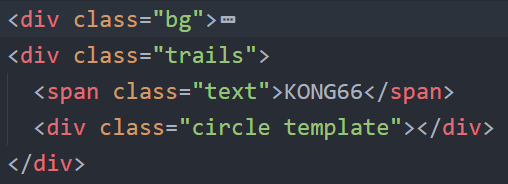 <div class="bg">…
<div class="trails">
<span class="text">KONG66</span>
<div class="circle template"></div>
</div>